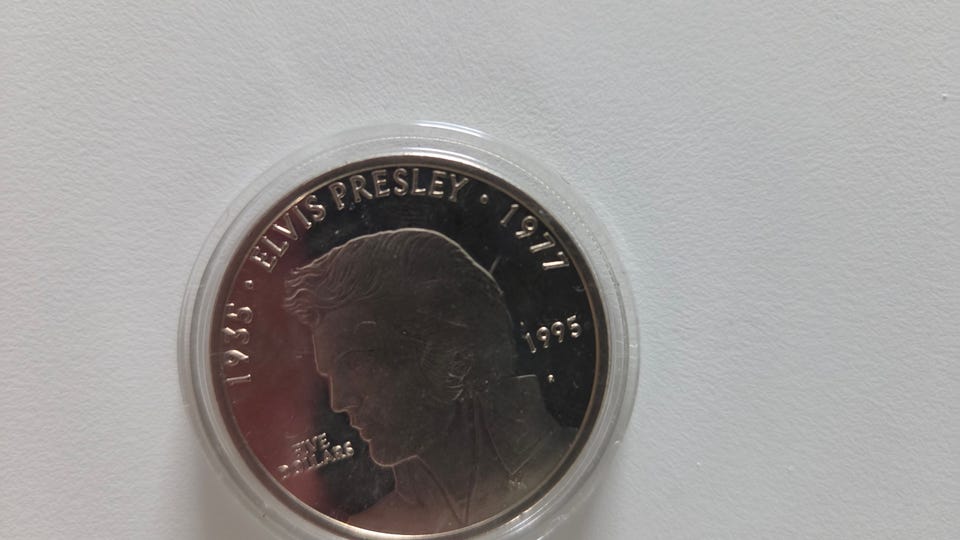 1935 · ELVIS PRESLEY · 1977
1995
FIVE
DOLLARS